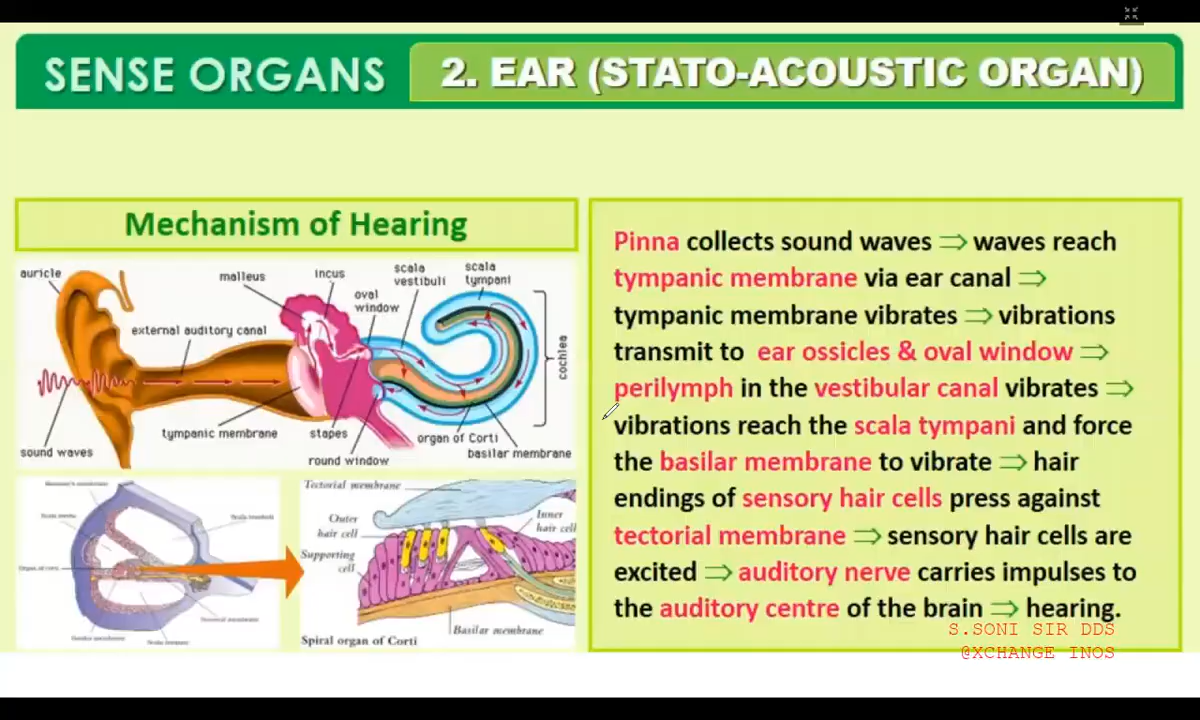 SENSE ORGANS
2. EAR (STATO-ACOUSTIC ORGAN)
Mechanism of Hearing
auricle
malleus
incus
scala
vestibuli
scala
tympani
oval
window
external auditory canal
cochlea
tympanic membrane
stapes
organ of Corti
sound waves
round window
basilar membrane
Tectorial membrane
Outer
hair cell
Inner
hair cell
Supporting
cell
Basilar membrane
Spiral organ of Corti
Pinna collects sound waves ⇒ waves reach
tympanic membrane via ear canal ⇒
tympanic membrane vibrates ⇒ vibrations
transmit to ear ossicles & oval window ⇒
perilymph in the vestibular canal vibrates ⇒
vibrations reach the scala tympani and force
the basilar membrane to vibrate ⇒ hair
endings of sensory hair cells press against
tectorial membrane ⇒ sensory hair cells are
excited ⇒ auditory nerve carries impulses to
the auditory centre of the brain ⇒ hearing.
S.SONI SIR DDS
@XCHANGE INOS